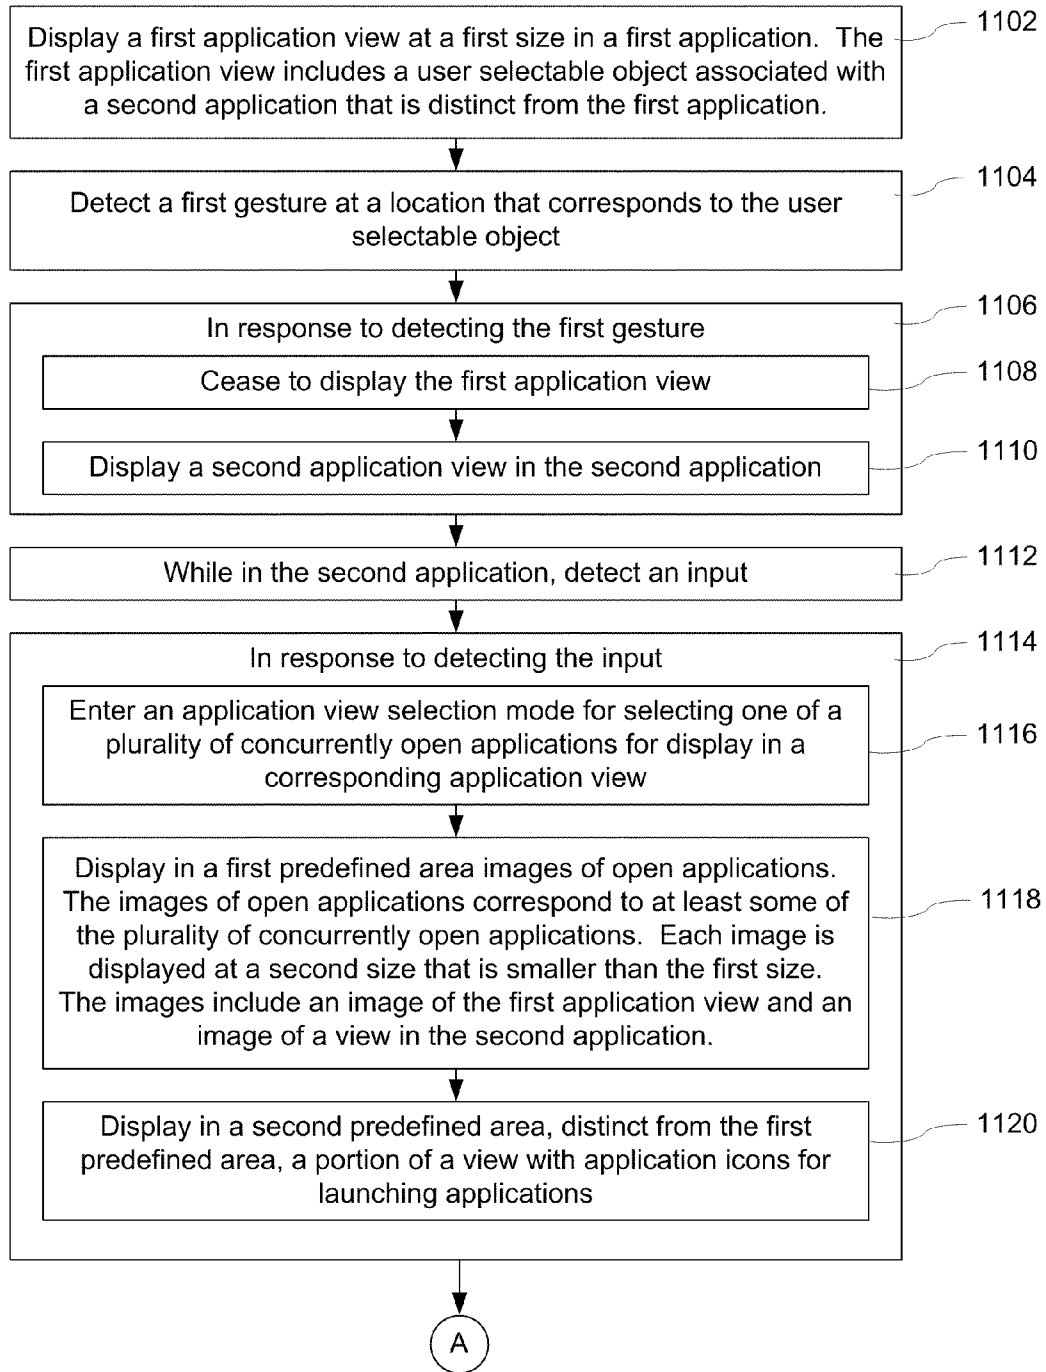 1102
Display a first application view at a first size in a first application. The
first application view includes a user selectable object associated with
a second application that is distinct from the first application.
1104
Detect a first gesture at a location that corresponds to the user
selectable object
1106
In response to detecting the first gesture
1108
Cease to display the first application view
1110
Display a second application view in the second application
1112
While in the second application, detect an input
1114
In response to detecting the input
1116
Enter an application view selection mode for selecting one of a
plurality of concurrently open applications for display in a
corresponding application view
1118
Display in a first predefined area images of open applications.
The images of open applications correspond to at least some of
the plurality of concurrently open applications. Each image is
displayed at a second size that is smaller than the first size.
The images include an image of the first application view and an
image of a view in the second application.
1120
Display in a second predefined area, distinct from the first
predefined area, a portion of a view with application icons for
launching applications
A